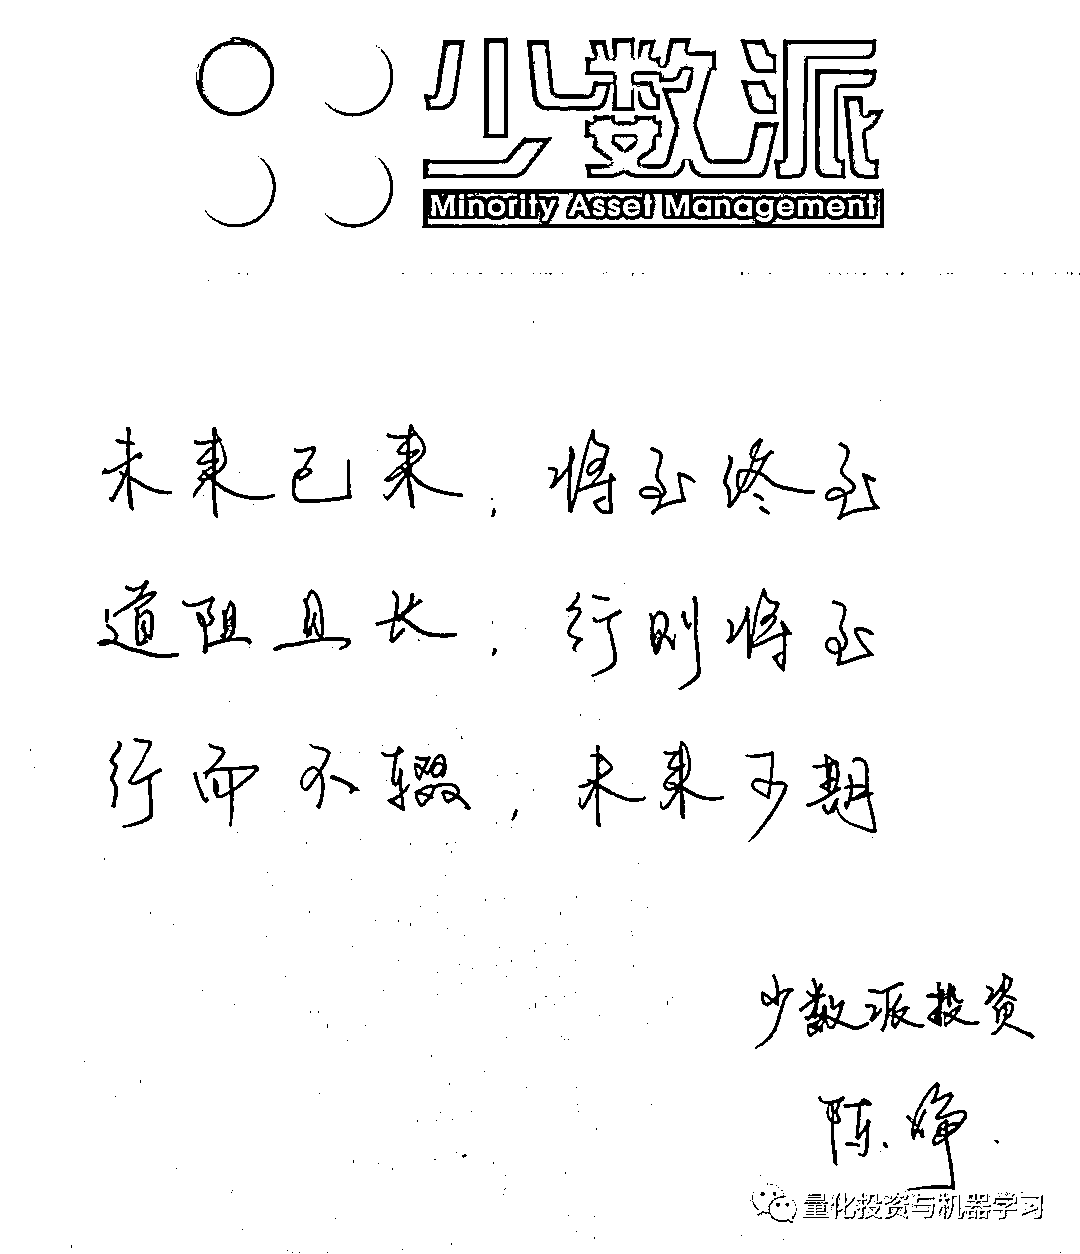 少数派
Minority Asset Management
未来已来，将至终至
道阻且长，行则将至
行而不辍，未来可期
少数派投资
陈
量化投资与机器学习